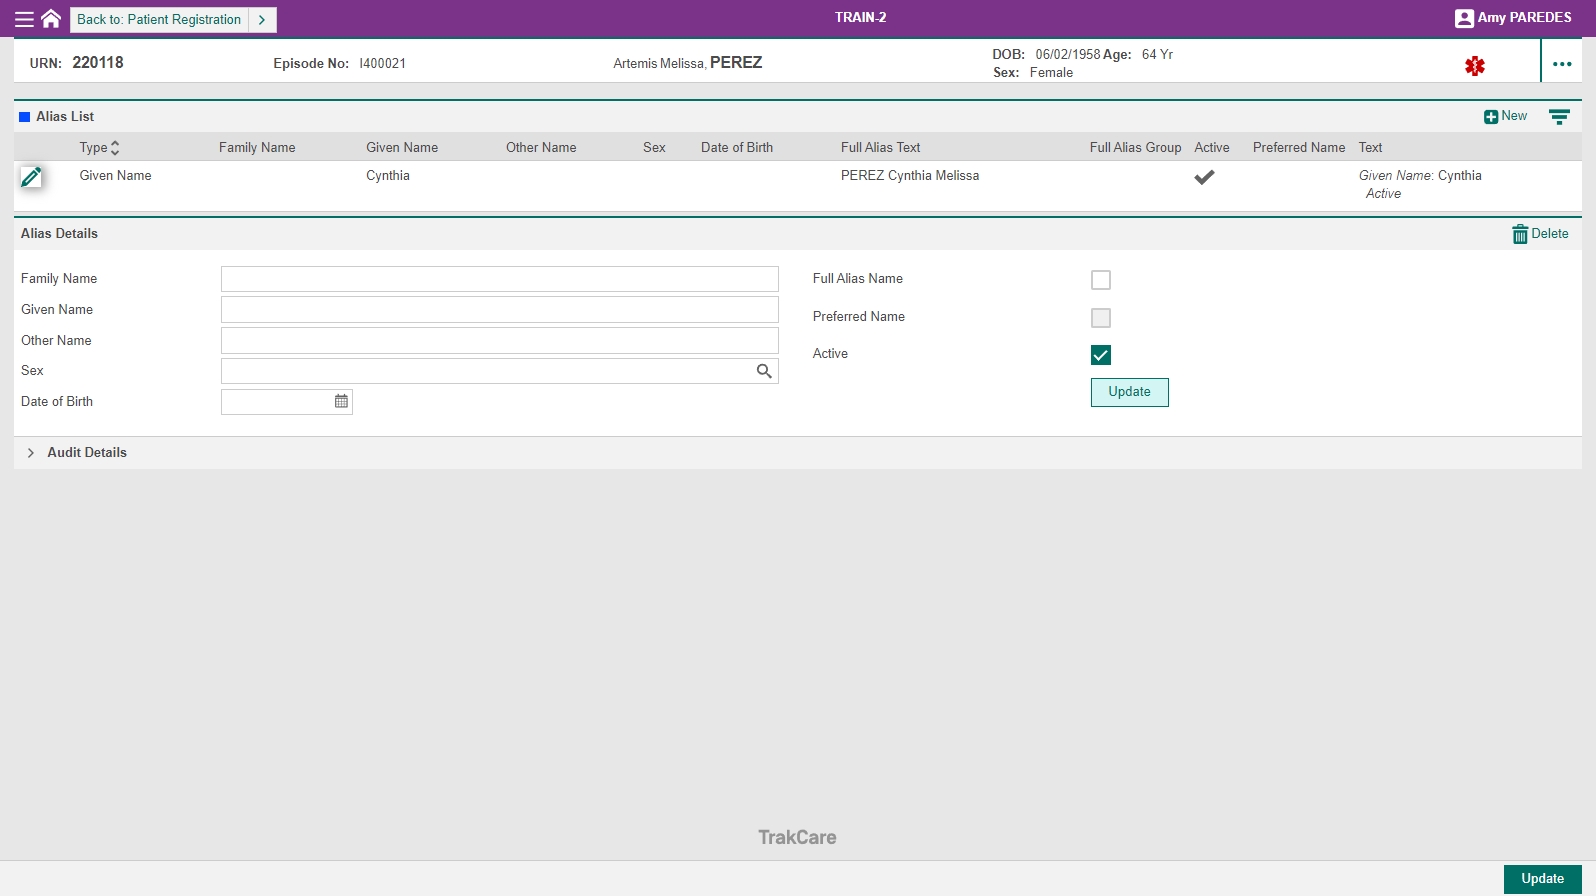 Back to: Patient Registration
TRAIN-2
Amy PAREDES
URN: 220118 Episode No: I400021 Artemis Melissa, PEREZ DOB: 06/02/1958 Age: 64 Yr
Sex: Female
Alias List New
Type Family Name Given Name Other Name Sex Date of Birth Full Alias Text Full Alias Group Active Preferred Name Text
Given Name Cynthia PEREZ Cynthia Melissa Given Name: Cynthia
Active
Alias Details Delete
Family Name Full Alias Name
Given Name
Preferred Name
Other Name
Active
Sex
Update
Date of Birth
Audit Details
TrakCare
Update